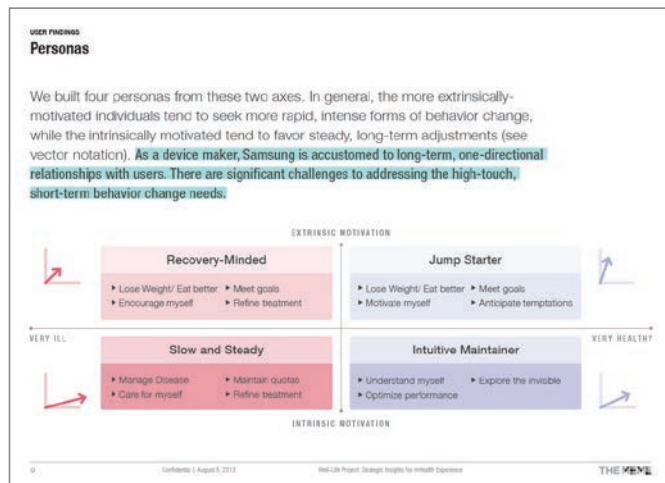 USER FINDINGS
Personas
We built four personas from these two axes. In general, the more extrinsically-
motivated individuals tend to seek more rapid, intense forms of behavior change,
while the intrinsically motivated tend to favor steady, long-term adjustments (see
vector notation). As a device maker, Samsung is accustomed to long-term, one-directional
relationships with users. There are significant challenges to addressing the high-touch,
short-term behavior change needs.
EXTRINSIC MOTIVATION
Recovery-Minded
▸ Lose Weight/ Eat better ▸ Meet goals
▸ Encourage myself ▸ Refine treatment
Jump Starter
▸ Lose Weight/ Eat better ▸ Meet goals
▸ Motivate myself ▸ Anticipate temptations
VERY ILL
VERY HEALTHY
Slow and Steady
▸ Manage Disease ▸ Maintain quotas
▸ Care for myself ▸ Refine treatment
Intuitive Maintainer
▸ Understand myself ▸ Explore the invisible
▸ Optimize performance
INTRINSIC MOTIVATION
9 Confidential | August 5, 2013 Well-Life Project: Strategic Insights for mHealth Experience THE MEME